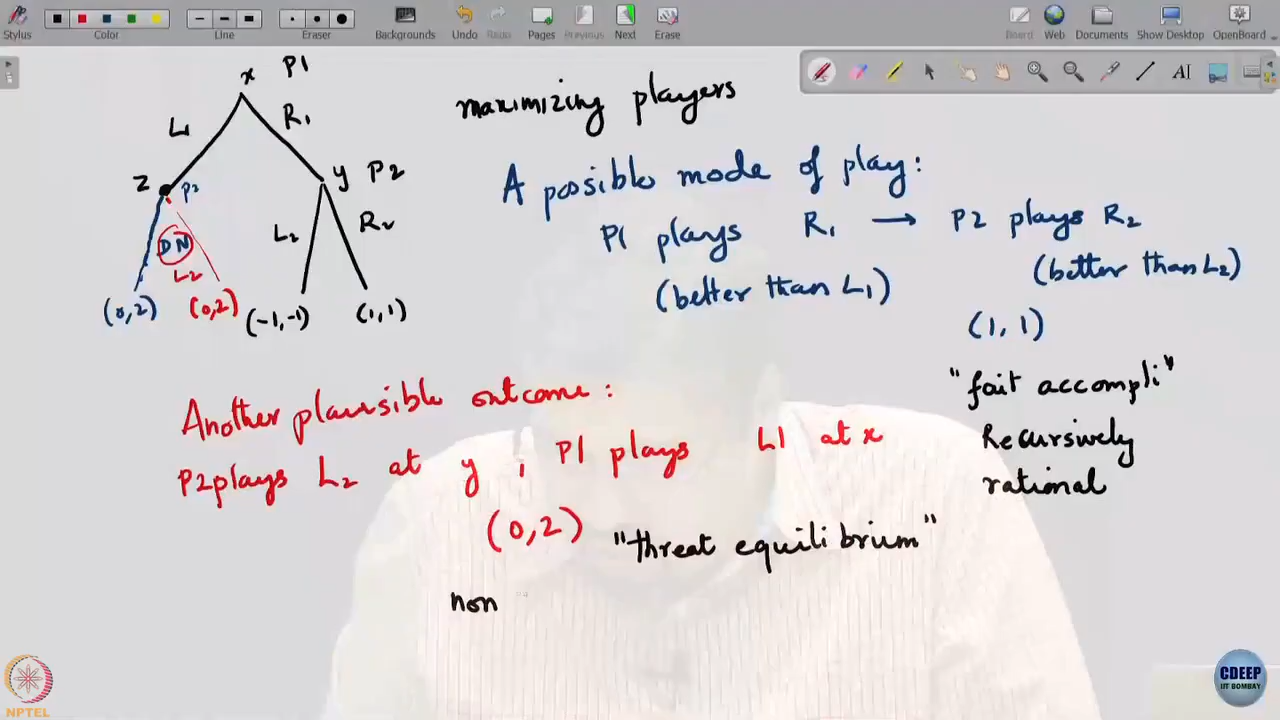 Stylus
Color
Line
Eraser
Backgrounds
Undo
Redo
Pages
Previous
Next
Erase
Board
Web
Documents
Show Desktop
OpenBoard
x P1
L1
R1
z P2
y P2
DN
L2
L2
R2
(0,2)
(0,2)
(-1,-1)
(1,1)
maximizing players
A possible mode of play:
P1 plays R1 → P2 plays R2
(better than L1)
(better than L2)
(1, 1)
"fait accompli"
Recursively
rational
Another plausible outcome:
P2 plays L2 at y , P1 plays L1 at x
(0,2)
"threat equilibrium"
non
NPTEL
CDEEP
IIT BOMBAY